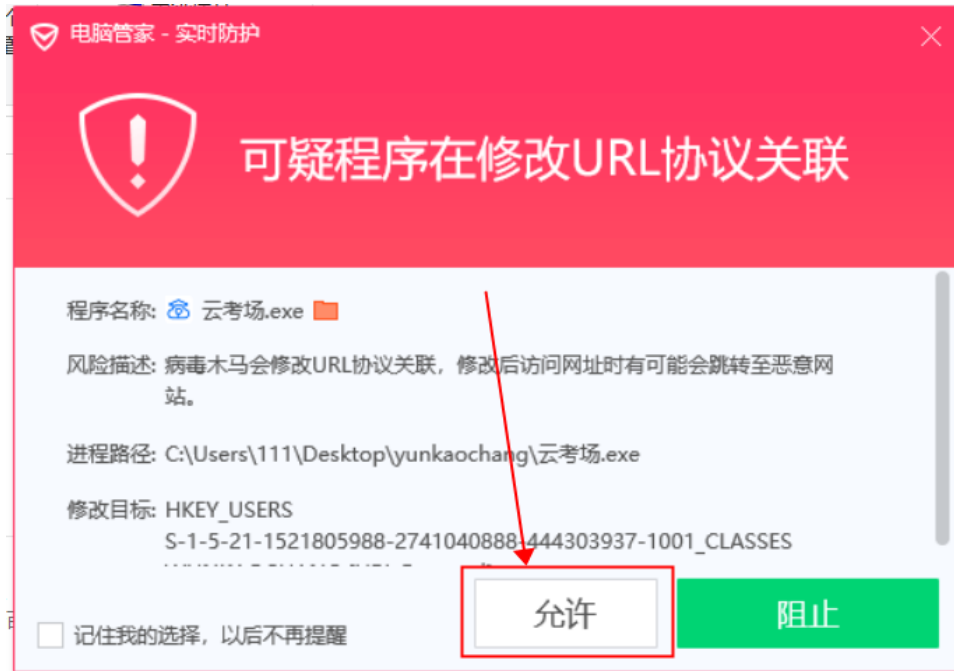 电脑管家 - 实时防护
可疑程序在修改URL协议关联
程序名称: 云考场.exe
风险描述: 病毒木马会修改URL协议关联，修改后访问网址时有可能会跳转至恶意网
站。
进程路径: C:\Users\111\Desktop\yunkaochang\云考场.exe
修改目标: HKEY_USERS
S-1-5-21-1521805988-2741040888-444303937-1001_CLASSES
记住我的选择，以后不再提醒
允许
阻止